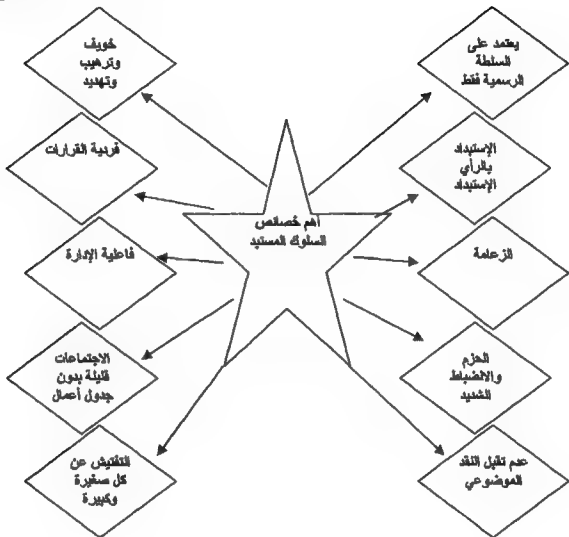 يعتمد على
السلطة
الرسمية فقط
خويف
وترهيب
وتهديد
الإستبداد
بالرأي
الإستبداد
فردية القرارات
أهم خصائص
السلوك المستبد
الزعامة
فاعلية الإدارة
الحزم
والانضباط
الشديد
الاجتماعات
قليلة بدون
جدول أعمال
عدم تقبل النقد
الموضوعي
التفتيش عن
كل صغيرة
وكبيرة